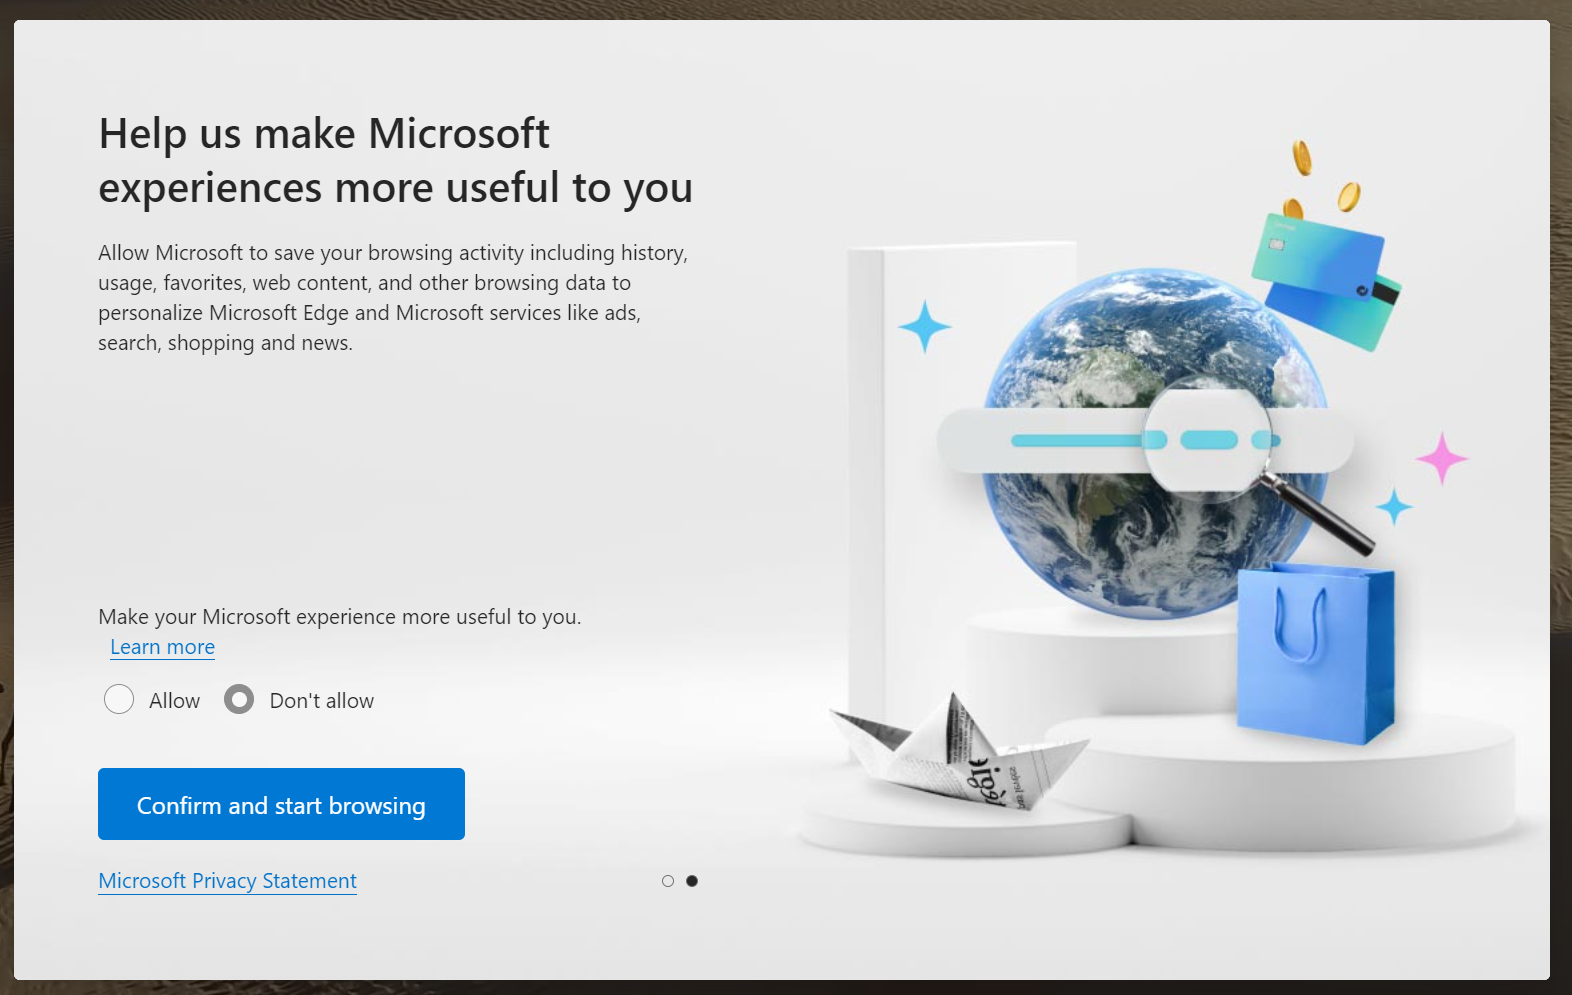 Help us make Microsoft
experiences more useful to you
Allow Microsoft to save your browsing activity including history,
usage, favorites, web content, and other browsing data to
personalize Microsoft Edge and Microsoft services like ads,
search, shopping and news.
Make your Microsoft experience more useful to you.
Learn more
Allow
Don't allow
Confirm and start browsing
Microsoft Privacy Statement